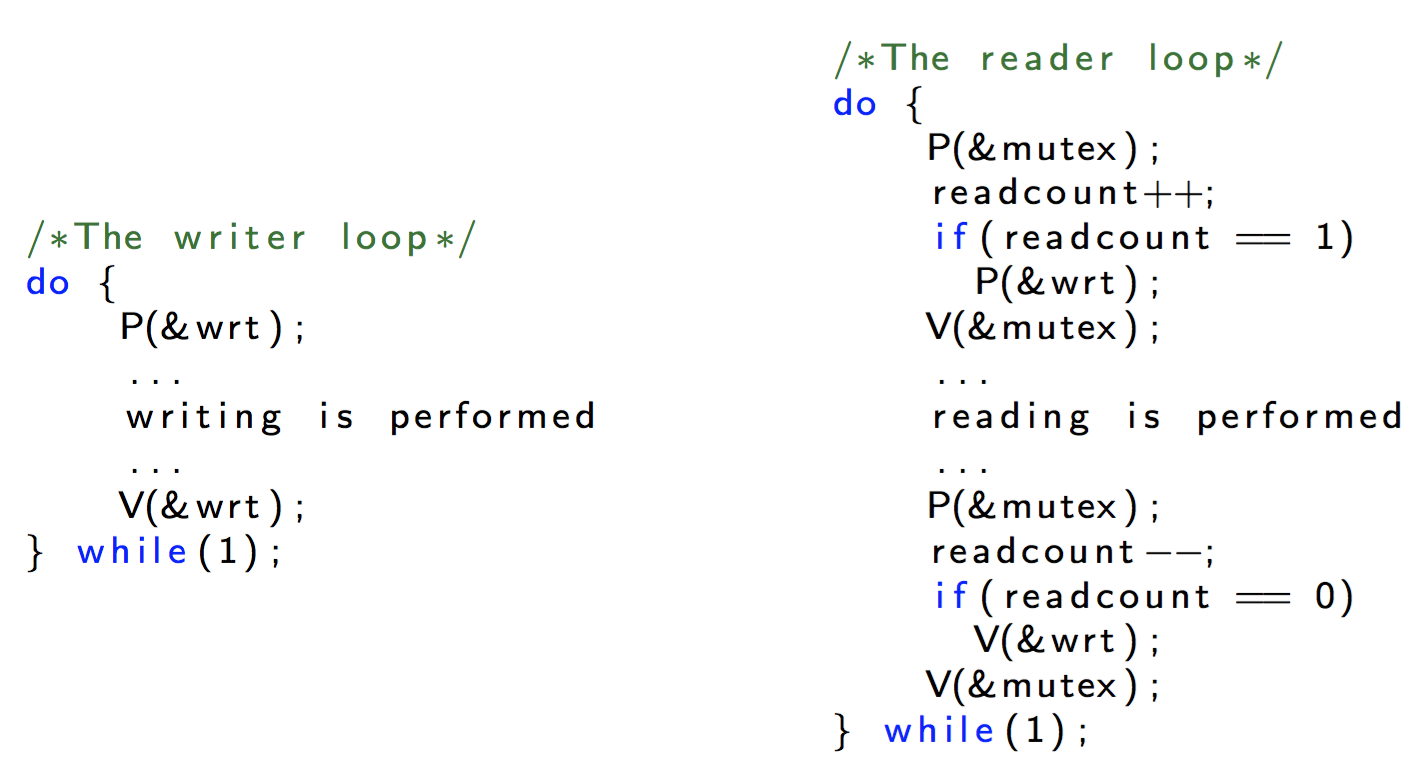 /*The writer loop*/
do {
P(&wrt);
...
writing is performed
...
V(&wrt);
} while(1);
/*The reader loop*/
do {
P(&mutex);
readcount++;
if(readcount == 1)
P(&wrt);
V(&mutex);
...
reading is performed
...
P(&mutex);
readcount--;
if(readcount == 0)
V(&wrt);
V(&mutex);
} while(1);